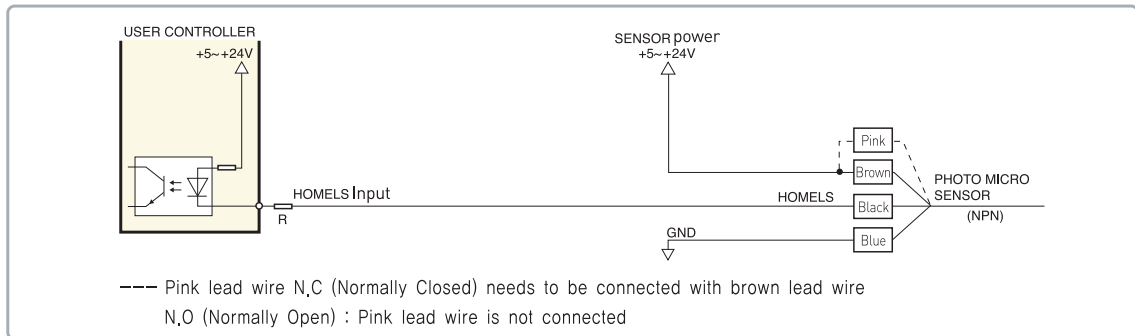 USER CONTROLLER
+5~+24V
SENSOR power
+5~+24V
Pink
Brown
HOMELS Input
R
HOMELS
Black
PHOTO MICRO
SENSOR
(NPN)
GND
Blue
--- Pink lead wire N.C (Normally Closed) needs to be connected with brown lead wire
N.O (Normally Open) : Pink lead wire is not connected